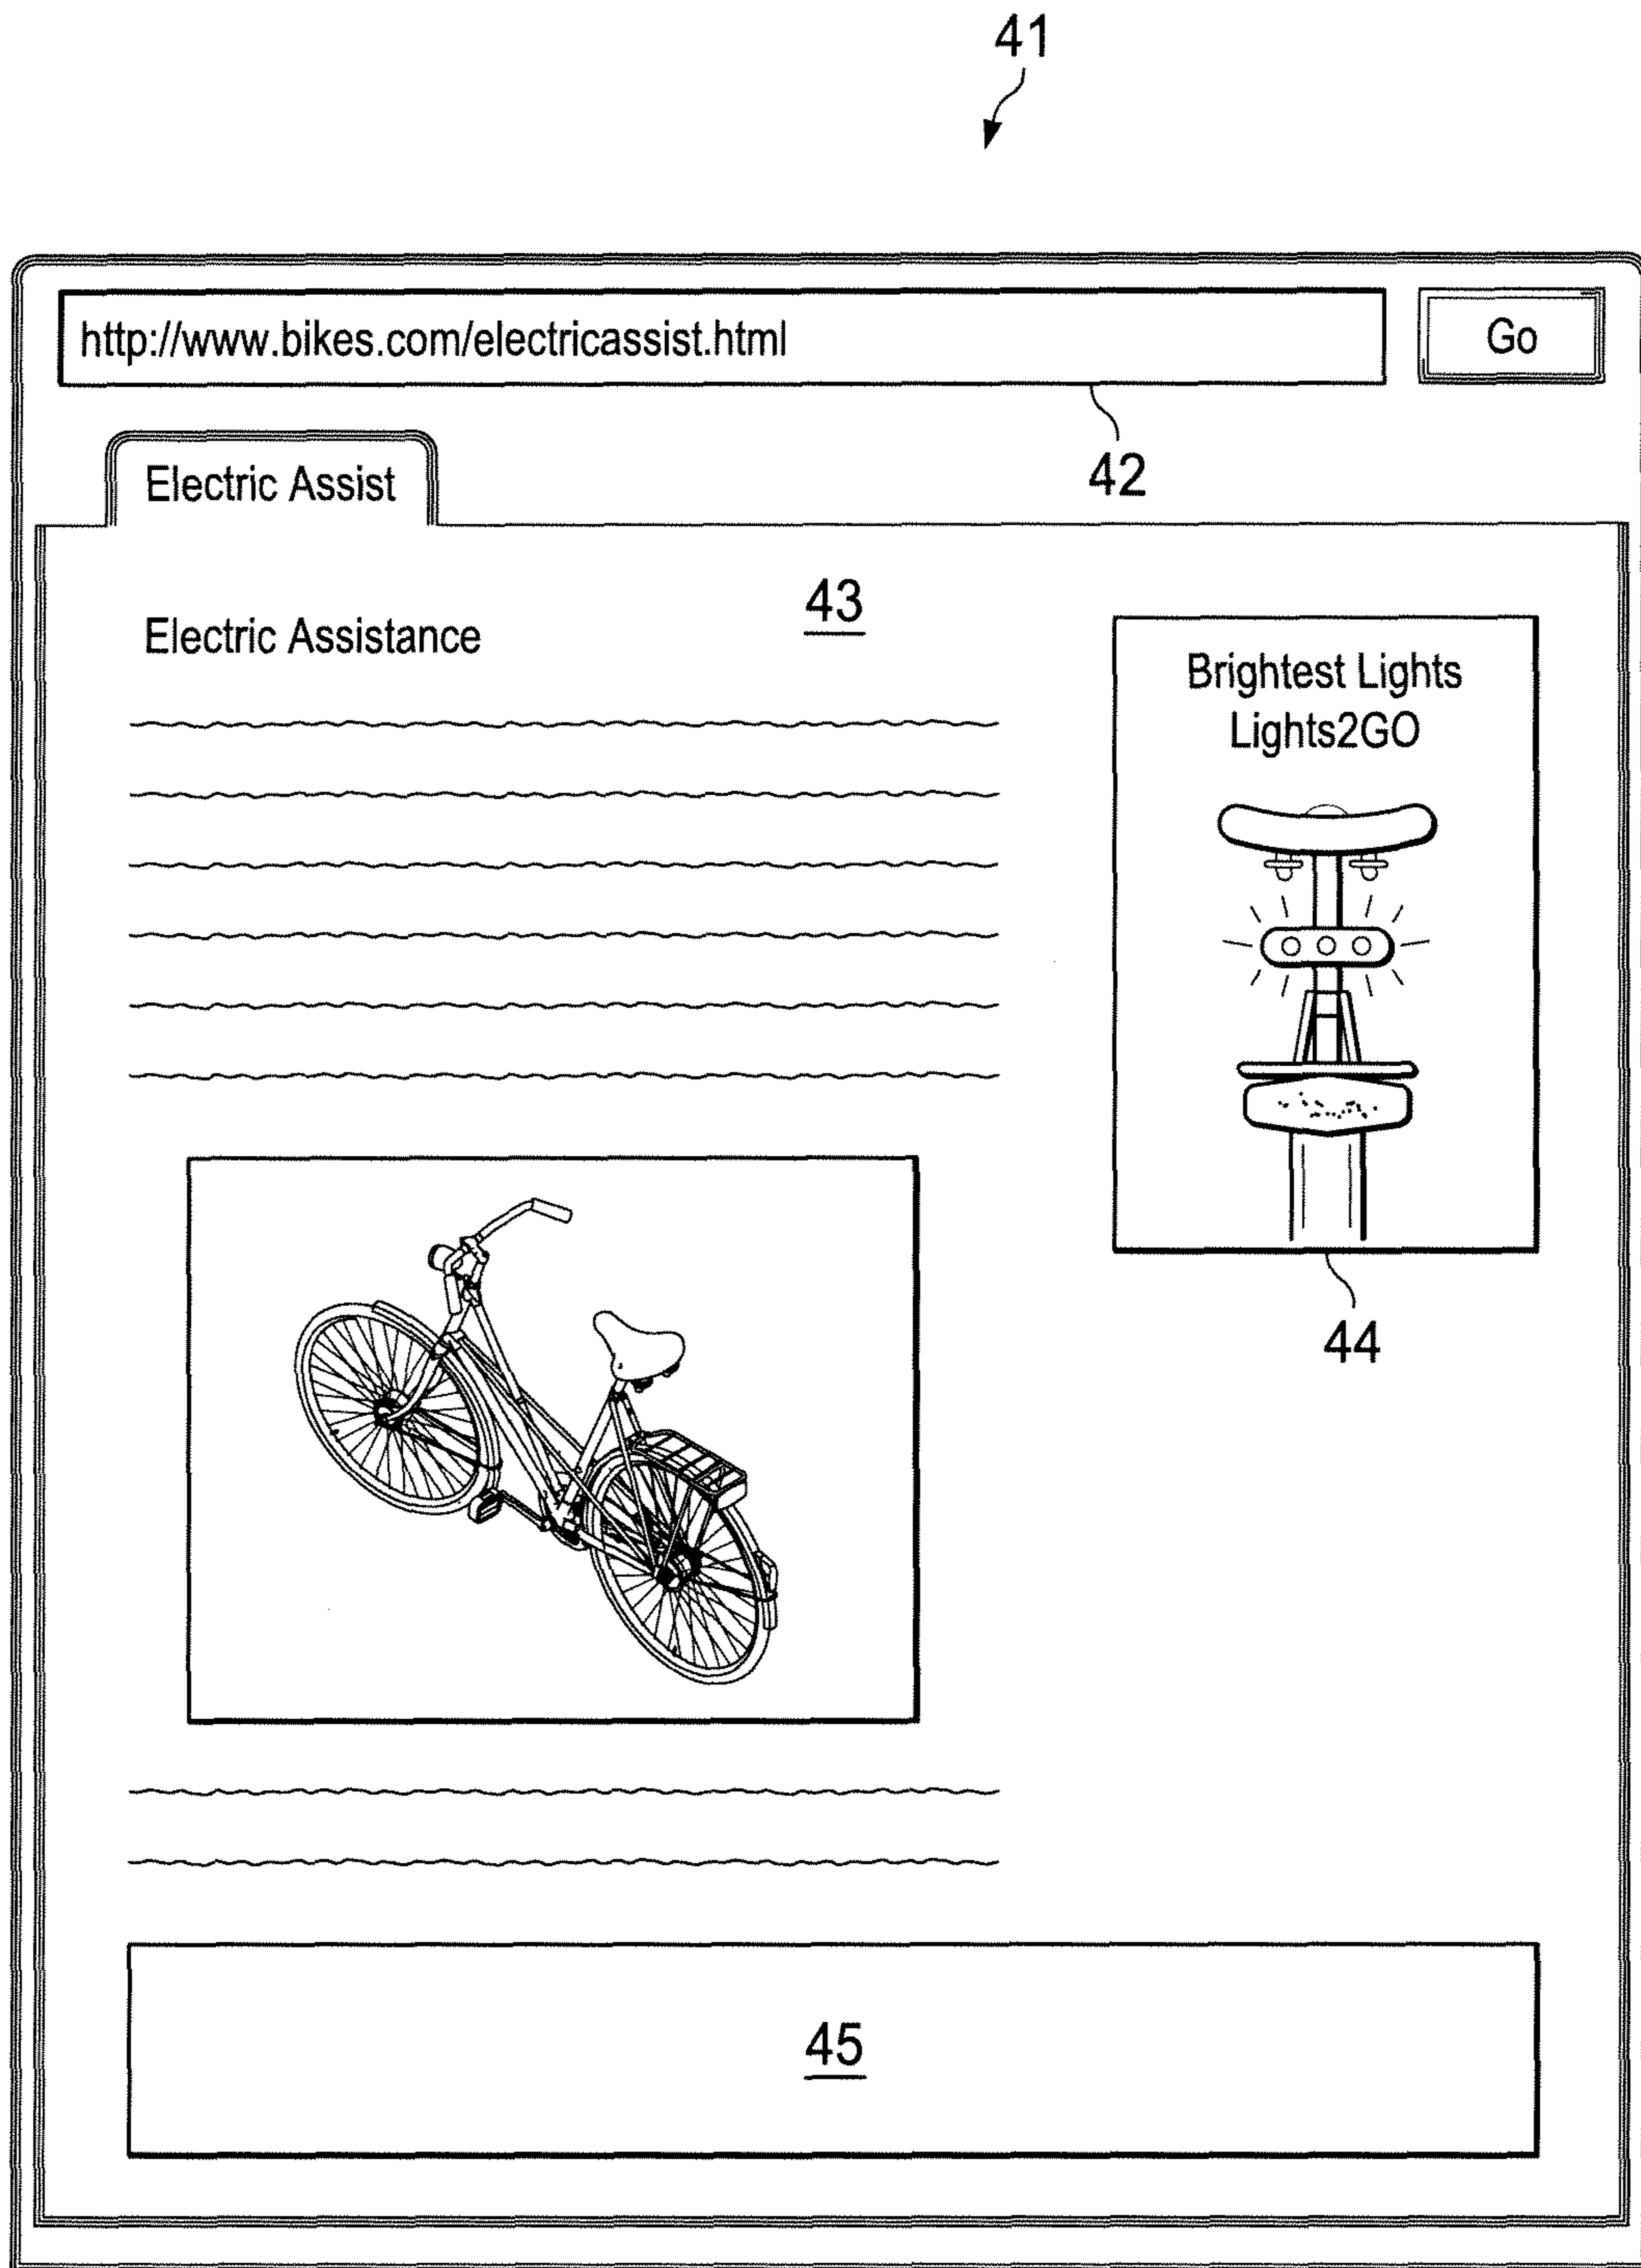 41
http://www.bikes.com/electricassist.html
Go
42
Electric Assist
43
Electric Assistance
Brightest Lights
Lights2GO
44
45